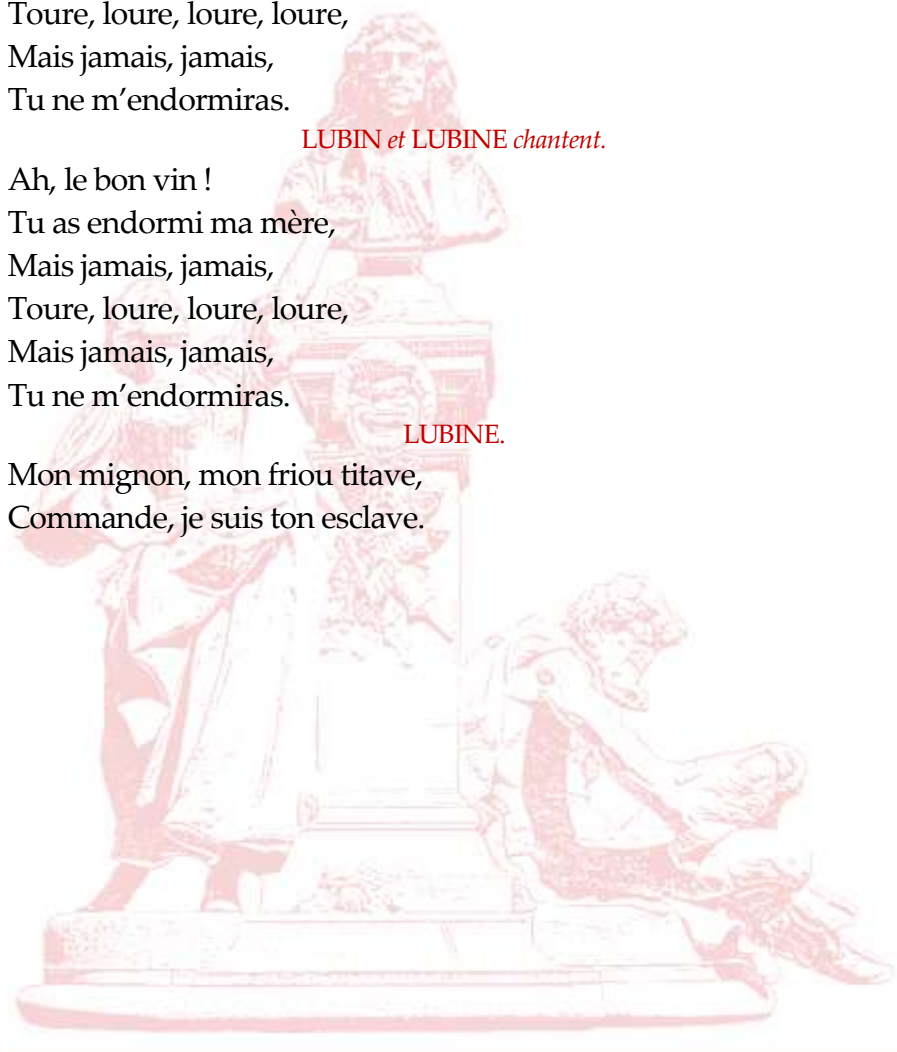 Toure, loure, loure, loure,
Mais jamais, jamais,
Tu ne m’endormiras.
LUBIN et LUBINE chantent.
Ah, le bon vin !
Tu as endormi ma mère,
Mais jamais, jamais,
Toure, loure, loure, loure,
Mais jamais, jamais,
Tu ne m’endormiras.
LUBINE.
Mon mignon, mon friou titave,
Commande, je suis ton esclave.